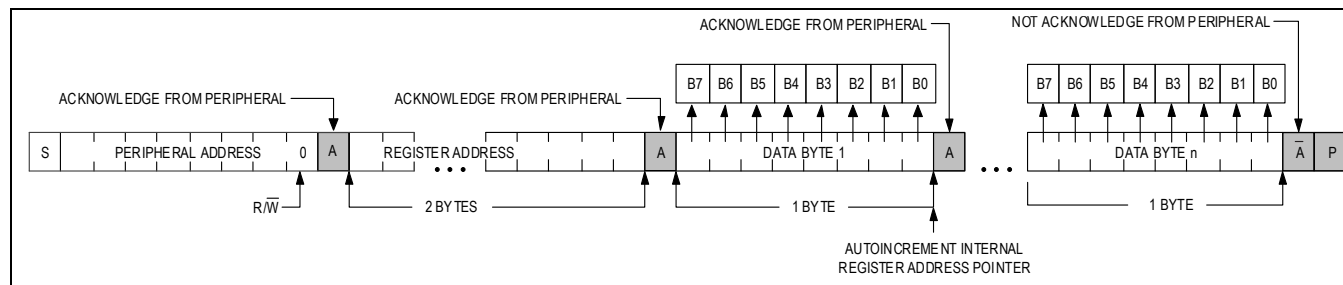 ACKNOWLEDGE FROM PERIPHERAL
NOT ACKNOWLEDGE FROM PERIPHERAL
B7 B6 B5 B4 B3 B2 B1 B0
B7 B6 B5 B4 B3 B2 B1 B0
ACKNOWLEDGE FROM PERIPHERAL
ACKNOWLEDGE FROM PERIPHERAL
S PERIPHERAL ADDRESS 0 A REGISTER ADDRESS A DATA BYTE 1 A DATA BYTE n A̅ P
R/W̅
2 BYTES
1 BYTE
1 BYTE
AUTOINCREMENT INTERNAL
REGISTER ADDRESS POINTER